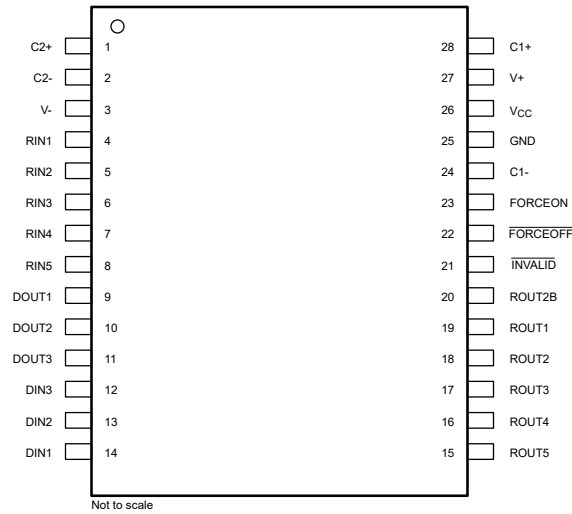 C2+ 1 28 C1+
C2- 2 27 V+
V- 3 26 VCC
RIN1 4 25 GND
RIN2 5 24 C1-
RIN3 6 23 FORCEON
RIN4 7 22 FORCEOFF
RIN5 8 21 INVALID
DOUT1 9 20 ROUT2B
DOUT2 10 19 ROUT1
DOUT3 11 18 ROUT2
DIN3 12 17 ROUT3
DIN2 13 16 ROUT4
DIN1 14 15 ROUT5
Not to scale